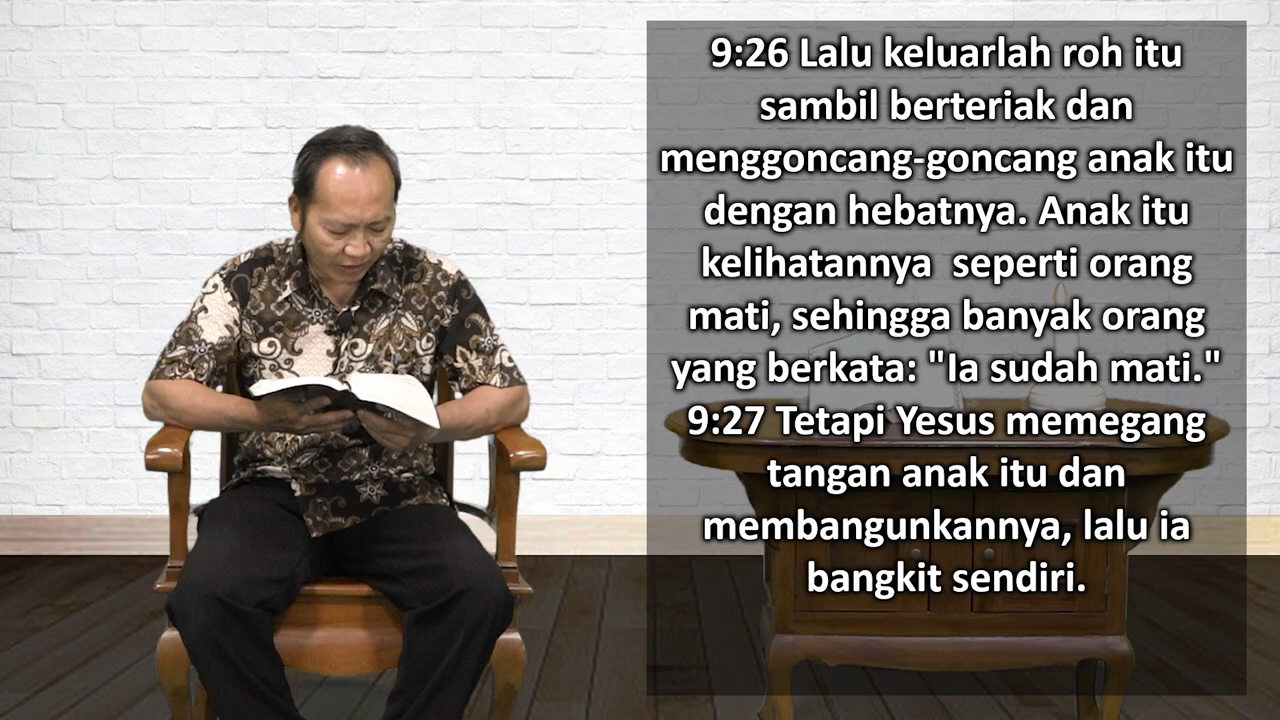 9:26 Lalu keluarlah roh itu
sambil berteriak dan
menggoncang-goncang anak itu
dengan hebatnya. Anak itu
kelihatannya  seperti orang
mati, sehingga banyak orang
yang berkata: "Ia sudah mati."
9:27 Tetapi Yesus memegang
tangan anak itu dan
membangunkannya, lalu ia
bangkit sendiri.